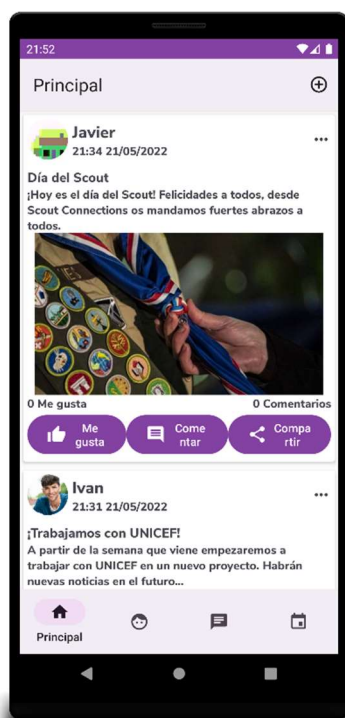 21:52
Principal
Javier
21:34 21/05/2022
Día del Scout
¡Hoy es el día del Scout! Felicidades a todos, desde
Scout Connections os mandamos fuertes abrazos a
todos.
0 Me gusta
0 Comentarios
Me
gusta
Come
ntar
Compa
rtir
Ivan
21:31 21/05/2022
¡Trabajamos con UNICEF!
A partir de la semana que viene empezaremos a
trabajar con UNICEF en un nuevo proyecto. Habrán
nuevas noticias en el futuro...
Principal